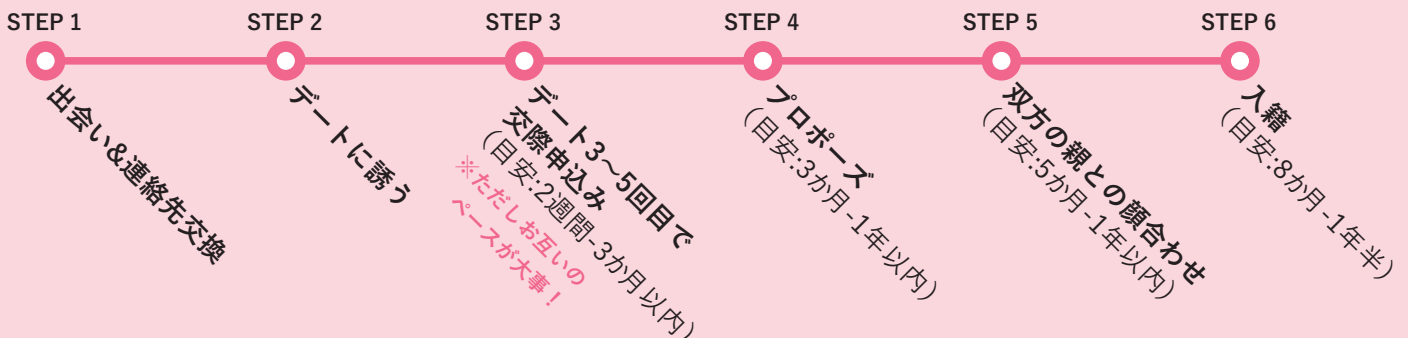 STEP 1
出会い&連絡先交換
STEP 2
デートに誘う
STEP 3
デート3〜5回目で
交際申込み
(目安:2週間-3か月以内)
※ただしお互いの
ペースが大事！
STEP 4
プロポーズ
(目安:3か月-1年以内)
STEP 5
双方の親との顔合わせ
(目安:5か月-1年以内)
STEP 6
入籍
(目安:8か月-1年半)